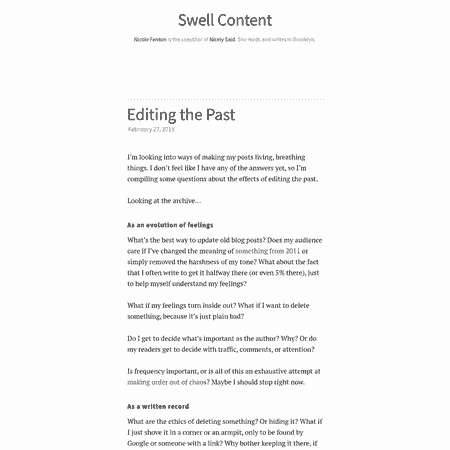 Swell Content
Nicole Fenton is the coauthor of Nicely Said. She reads and writes in Brooklyn.
Editing the Past
February 27, 2013
I'm looking into ways of making my posts living, breathing
things. I don't feel like I have any of the answers yet, so I'm
compiling some questions about the effects of editing the past.
Looking at the archive…
As an evolution of feelings
What's the best way to update old blog posts? Does my audience
care if I've changed the meaning of something from 2011 or
simply removed the harshness of my tone? What about the fact
that I often write to get it halfway there (or even 5% there), just
to help myself understand my feelings?
What if my feelings turn inside out? What if I want to delete
something, because it's just plain bad?
Do I get to decide what's important as the author? Why? Or do
my readers get to decide with traffic, comments, or attention?
Is frequency important, or is all of this an exhaustive attempt at
making order out of chaos? Maybe I should stop right now.
As a written record
What are the ethics of deleting something? Or hiding it? What if
I just shove it in a corner or an armpit, only to be found by
Google or someone with a link? Why bother keeping it there, if